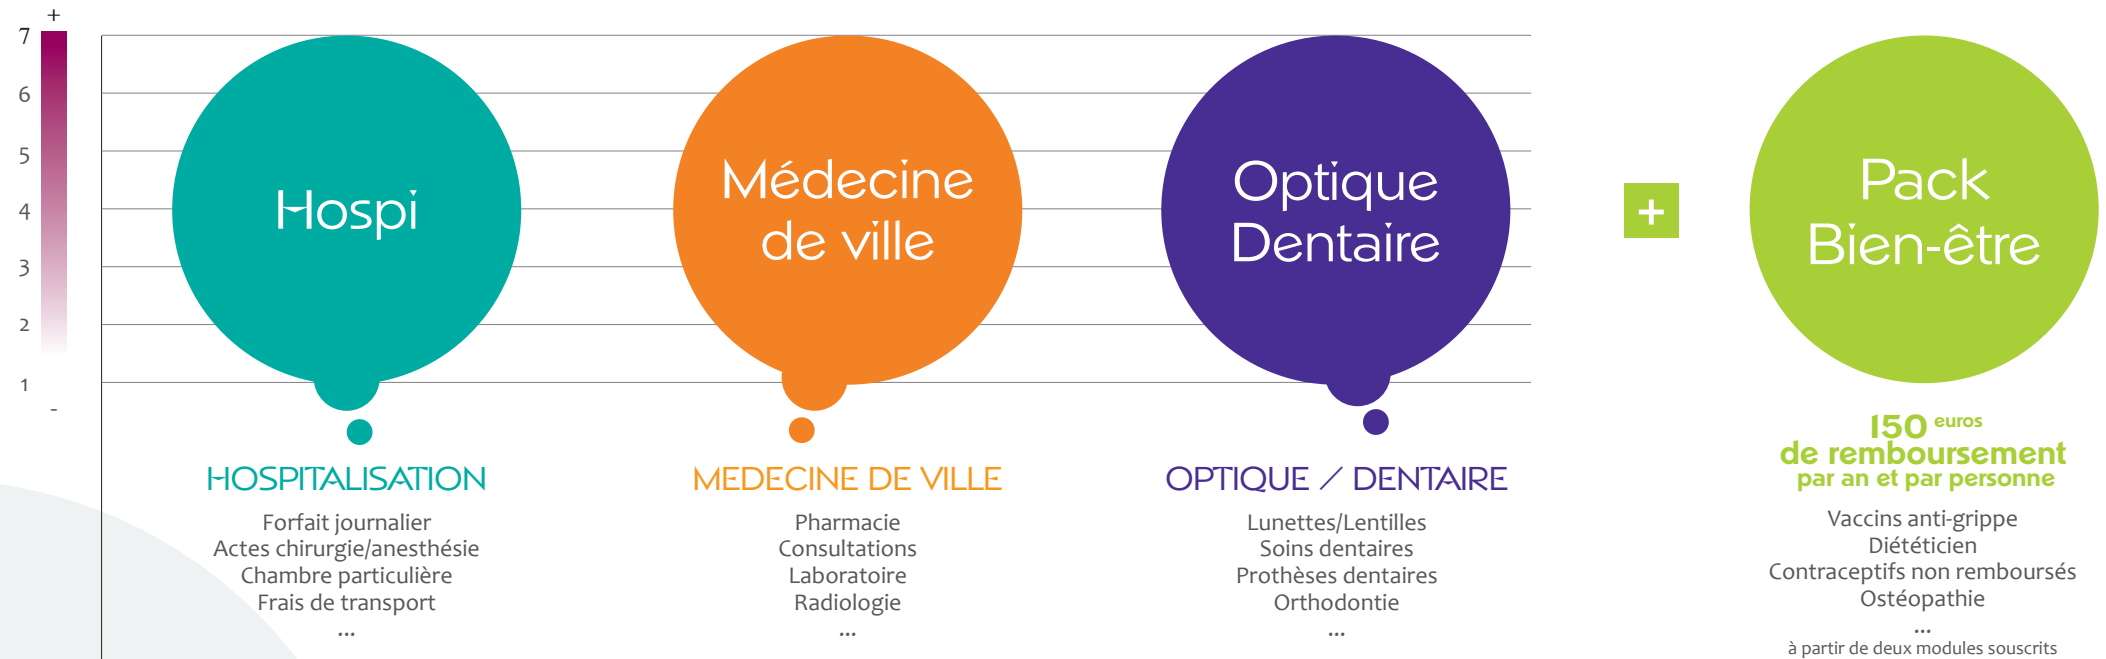 +
7
6
5
4
3
2
1
-
Hospi
HOSPITALISATION
Forfait journalier
Actes chirurgie/anesthésie
Chambre particulière
Frais de transport
...
Médecine
de ville
MEDECINE DE VILLE
Pharmacie
Consultations
Laboratoire
Radiologie
...
Optique
Dentaire
OPTIQUE / DENTAIRE
Lunettes/Lentilles
Soins dentaires
Prothèses dentaires
Orthodontie
...
+
Pack
Bien-être
150 euros
de remboursement
par an et par personne
Vaccins anti-grippe
Diététicien
Contraceptifs non remboursés
Ostéopathie
...
à partir de deux modules souscrits